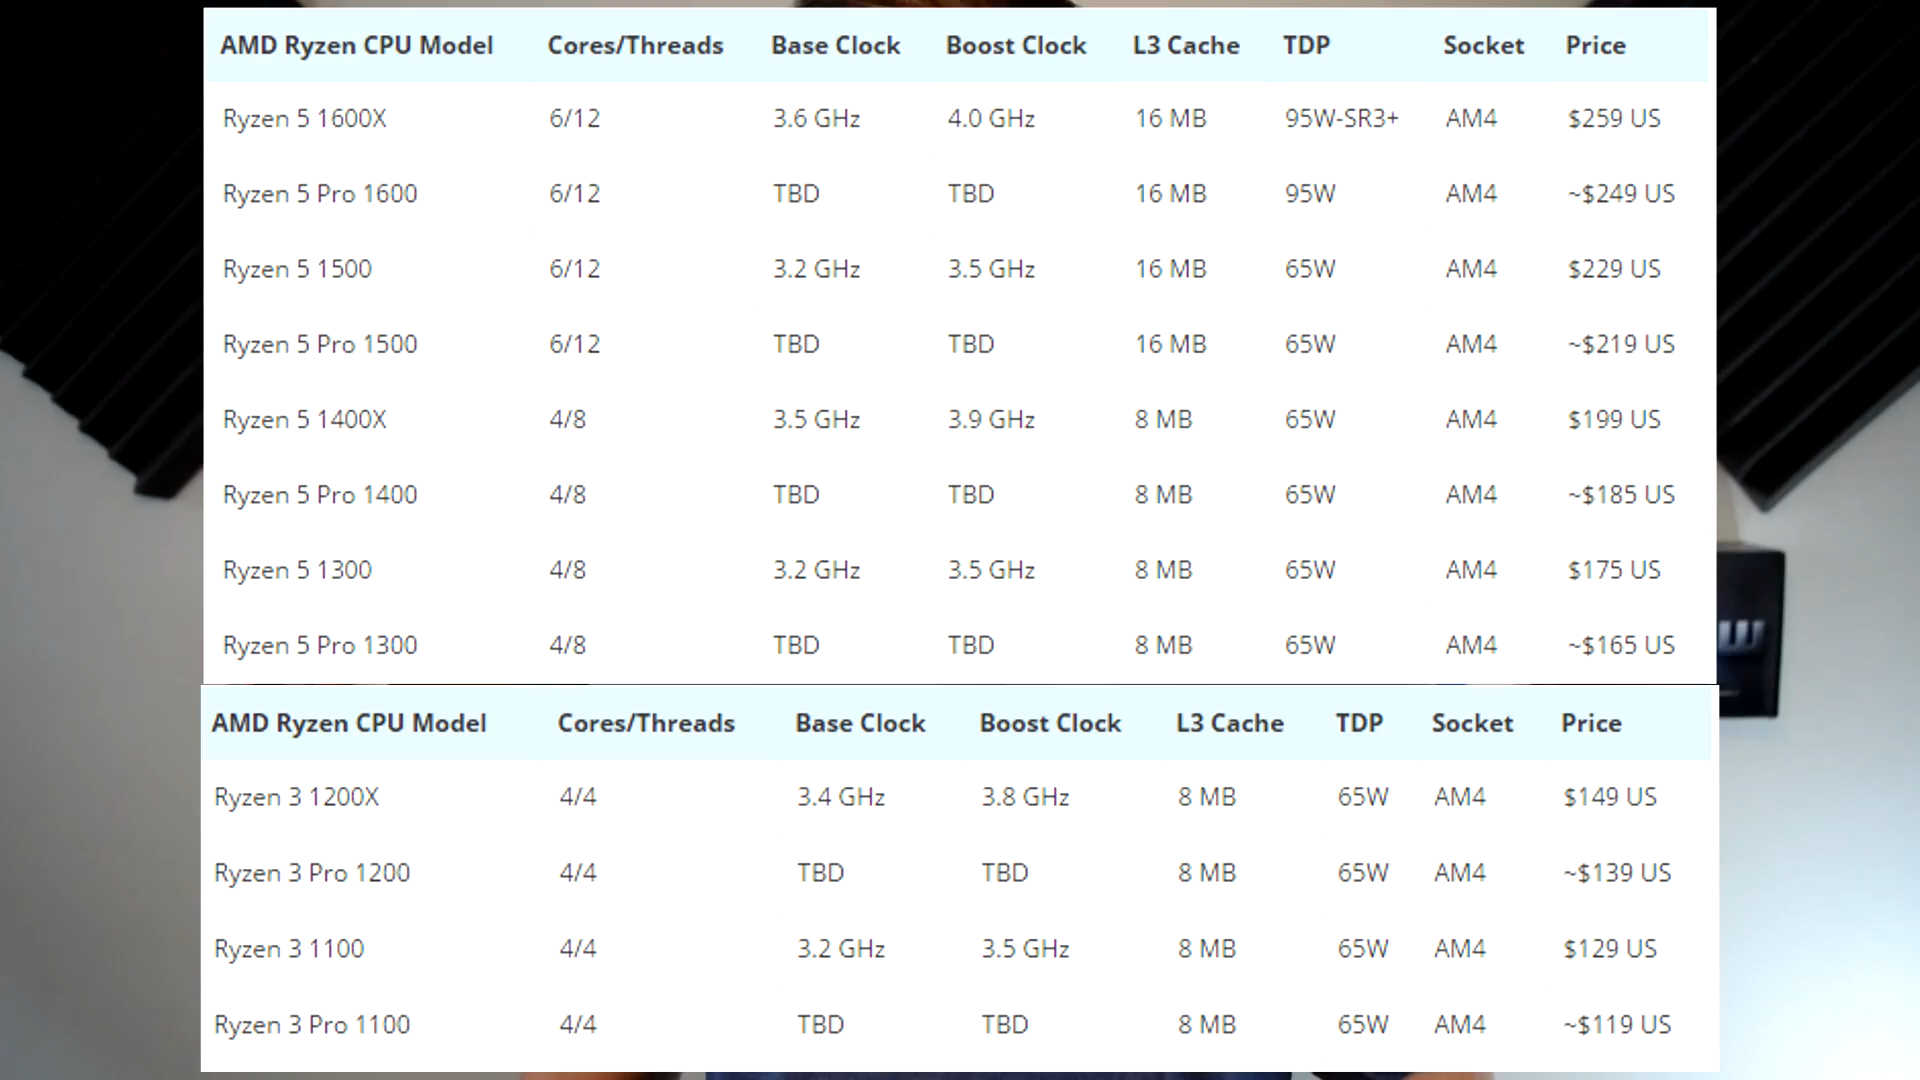 AMD Ryzen CPU Model Cores/Threads Base Clock Boost Clock L3 Cache TDP Socket Price
Ryzen 5 1600X 6/12 3.6 GHz 4.0 GHz 16 MB 95W-SR3+ AM4 $259 US
Ryzen 5 Pro 1600 6/12 TBD TBD 16 MB 95W AM4 ~$249 US
Ryzen 5 1500 6/12 3.2 GHz 3.5 GHz 16 MB 65W AM4 $229 US
Ryzen 5 Pro 1500 6/12 TBD TBD 16 MB 65W AM4 ~$219 US
Ryzen 5 1400X 4/8 3.5 GHz 3.9 GHz 8 MB 65W AM4 $199 US
Ryzen 5 Pro 1400 4/8 TBD TBD 8 MB 65W AM4 ~$185 US
Ryzen 5 1300 4/8 3.2 GHz 3.5 GHz 8 MB 65W AM4 $175 US
Ryzen 5 Pro 1300 4/8 TBD TBD 8 MB 65W AM4 ~$165 US
AMD Ryzen CPU Model Cores/Threads Base Clock Boost Clock L3 Cache TDP Socket Price
Ryzen 3 1200X 4/4 3.4 GHz 3.8 GHz 8 MB 65W AM4 $149 US
Ryzen 3 Pro 1200 4/4 TBD TBD 8 MB 65W AM4 ~$139 US
Ryzen 3 1100 4/4 3.2 GHz 3.5 GHz 8 MB 65W AM4 $129 US
Ryzen 3 Pro 1100 4/4 TBD TBD 8 MB 65W AM4 ~$119 US